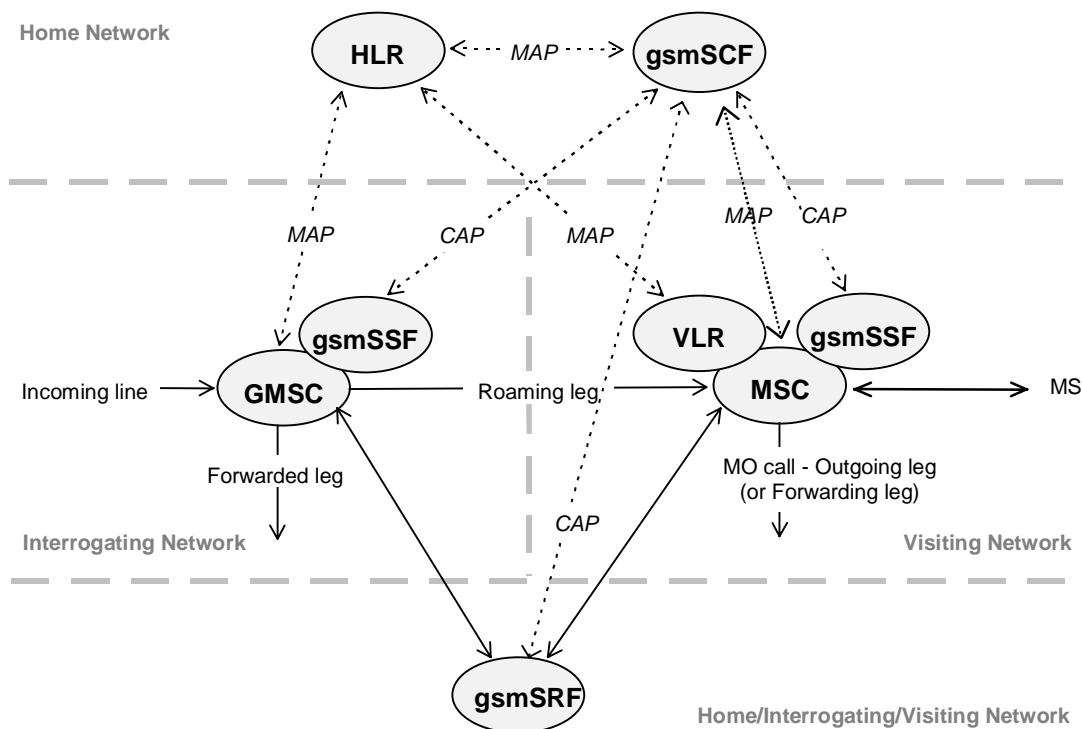 Home Network
HLR
MAP
gsmSCF
MAP
CAP
MAP
MAP
CAP
gsmSSF
VLR
gsmSSF
Incoming line
GMSC
Roaming leg
MSC
MS
Forwarded leg
MO call - Outgoing leg
(or Forwarding leg)
CAP
Interrogating Network
Visiting Network
gsmSRF
Home/Interrogating/Visiting Network